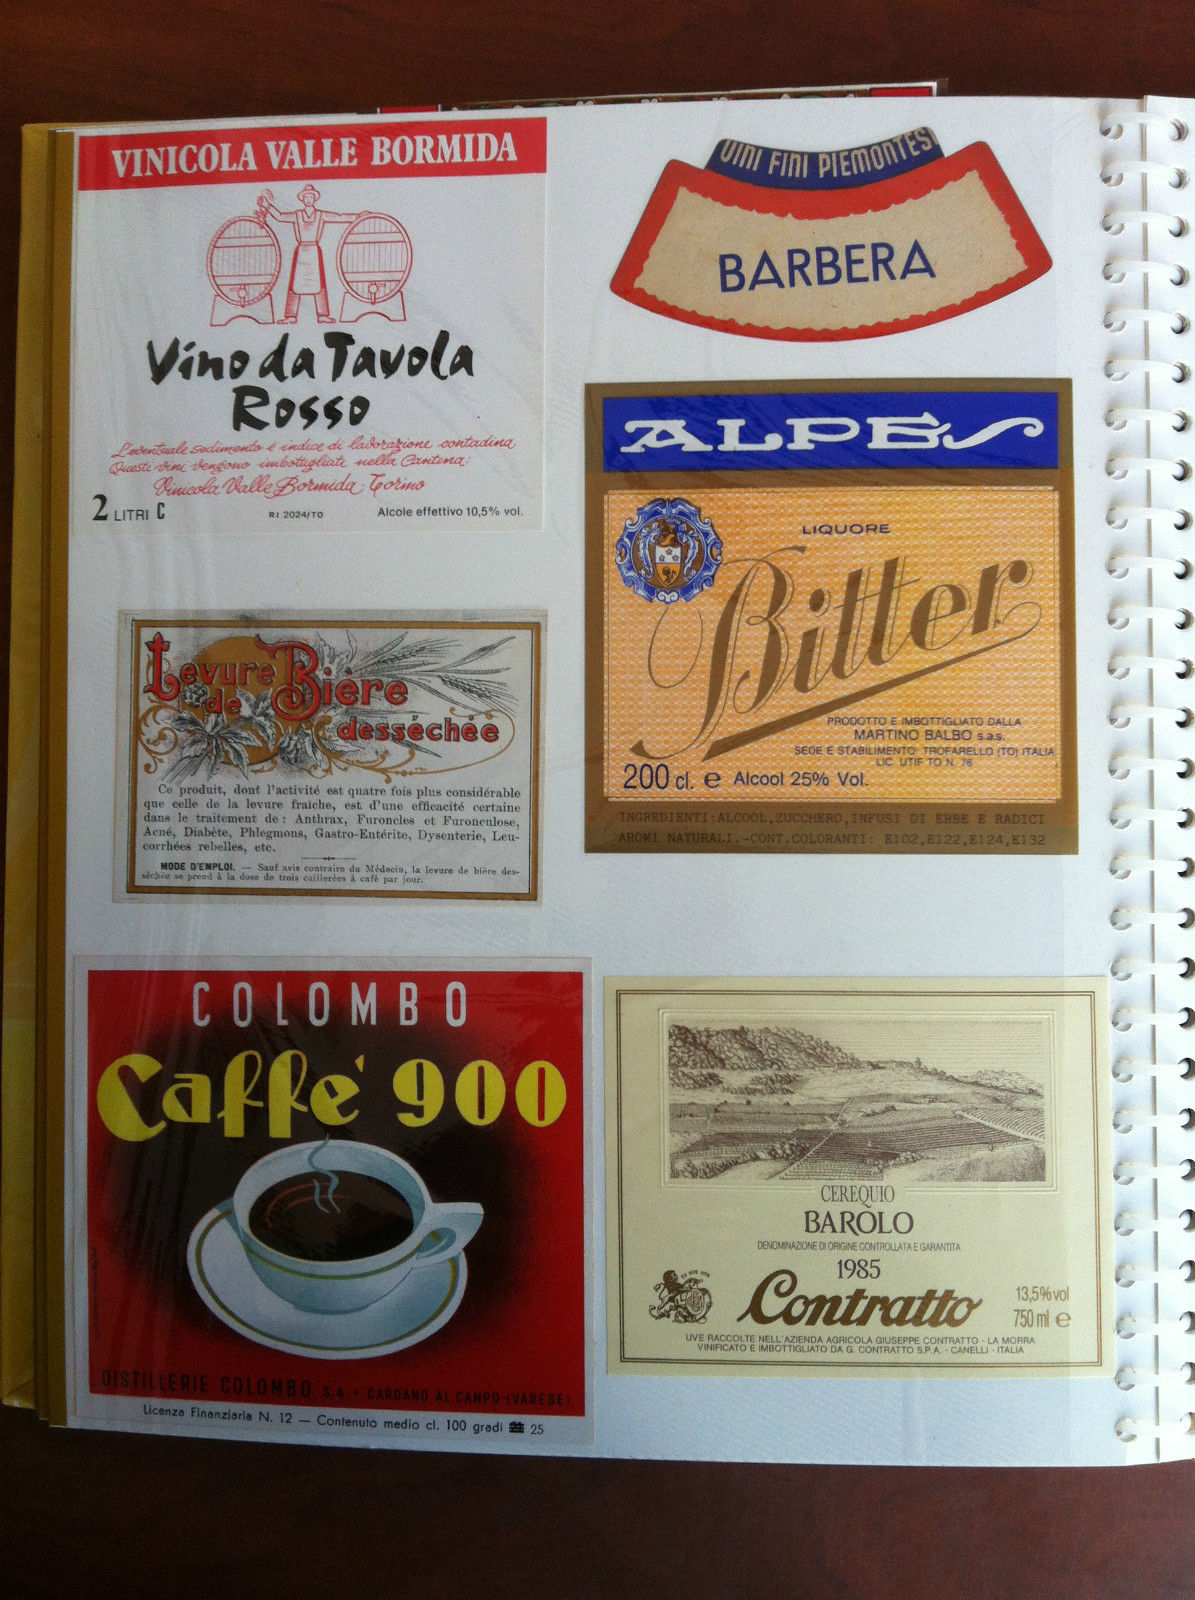 VINICOLA VALLE BORMIDA
Vino da Tavola
Rosso
L'eventuale sedimento è indice di lavorazione contadina.
Questi vini vengono imbottigliati nella Cantina:
Vinicola Valle Bormida: Torino
2 LITRI C
R.I. 2024/TO
Alcole effettivo 10,5% vol.
VINI FINI PIEMONTESI
BARBERA
ALPES
LIQUORE
Bitter
PRODOTTO E IMBOTTIGLIATO DALLA
MARTINO BALBO s.a.s.
SEDE E STABILIMENTO: TROFARELLO (TO) ITALIA
LIC. UTIF TO N. 76
200 cl. e Alcool 25% Vol.
INGREDIENTI:ALCOOL,ZUCCHERO,INFUSI DI ERBE E RADICI
AROMI NATURALI.-CONT.COLORANTI: E102,E122,E124,E132
Levure
de Bière
desséchée
Ce produit, dont l'activité est quatre fois plus considérable
que celle de la levure fraiche, est d'une efficacité certaine
dans le traitement de : Anthrax, Furoncles et Furonculose,
Acné, Diabète, Phlegmons, Gastro-Entérite, Dysenterie, Leu-
corrhées rebelles, etc.
MODE D'EMPLOI. — Sauf avis contraire du Médecin, la levure de bière des-
séchée se prend à la dose de trois cuillerées à café par jour.
COLOMBO
Caffe' 900
DISTILLERIE COLOMBO S.A. - CARDANO AL CAMPO - (VARESE)
Licenza Finanziaria N. 12 — Contenuto medio cl. 100 gradi 25
CEREQUIO
BAROLO
DENOMINAZIONE DI ORIGINE CONTROLLATA E GARANTITA
1985
Contratto
13,5% vol
750 ml e
UVE RACCOLTE NELL'AZIENDA AGRICOLA GIUSEPPE CONTRATTO - LA MORRA
VINIFICATO E IMBOTTIGLIATO DA G. CONTRATTO S.P.A. - CANELLI - ITALIA